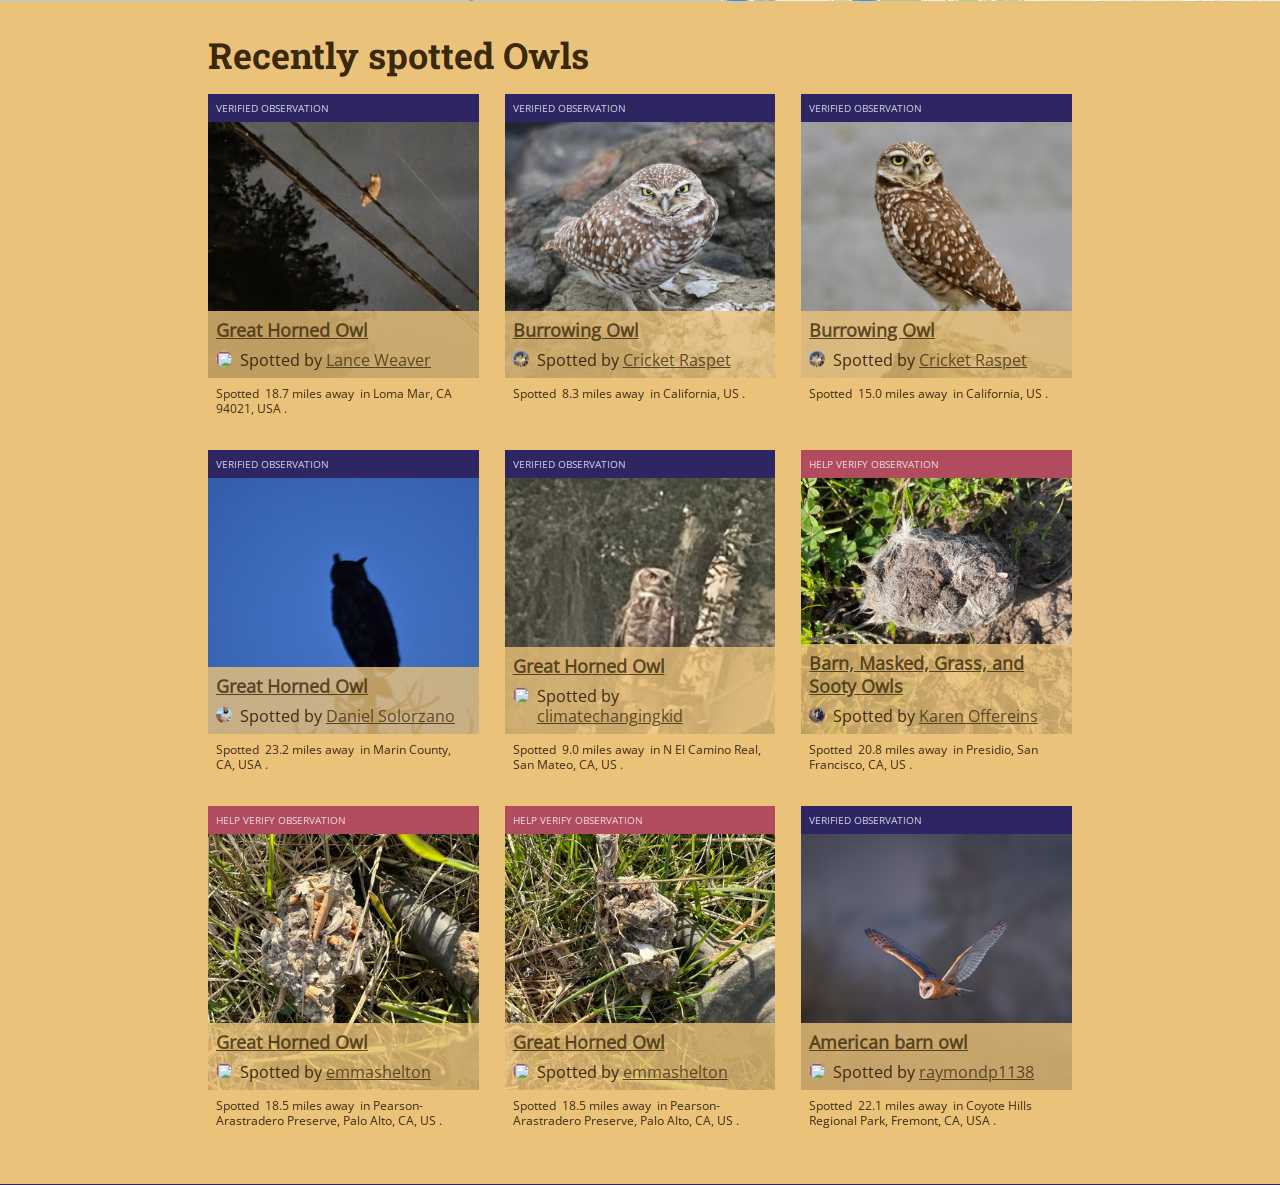 Recently spotted Owls
VERIFIED OBSERVATION
Great Horned Owl
Spotted by Lance Weaver
Spotted 18.7 miles away in Loma Mar, CA
94021, USA .
VERIFIED OBSERVATION
Burrowing Owl
Spotted by Cricket Raspet
Spotted 8.3 miles away in California, US .
VERIFIED OBSERVATION
Burrowing Owl
Spotted by Cricket Raspet
Spotted 15.0 miles away in California, US .
VERIFIED OBSERVATION
Great Horned Owl
Spotted by Daniel Solorzano
Spotted 23.2 miles away in Marin County,
CA, USA .
VERIFIED OBSERVATION
Great Horned Owl
Spotted by
climatechangingkid
Spotted 9.0 miles away in N El Camino Real,
San Mateo, CA, US .
HELP VERIFY OBSERVATION
Barn, Masked, Grass, and
Sooty Owls
Spotted by Karen Offereins
Spotted 20.8 miles away in Presidio, San
Francisco, CA, US .
HELP VERIFY OBSERVATION
Great Horned Owl
Spotted by emmashelton
Spotted 18.5 miles away in Pearson-
Arastradero Preserve, Palo Alto, CA, US .
HELP VERIFY OBSERVATION
Great Horned Owl
Spotted by emmashelton
Spotted 18.5 miles away in Pearson-
Arastradero Preserve, Palo Alto, CA, US .
VERIFIED OBSERVATION
American barn owl
Spotted by raymondp1138
Spotted 22.1 miles away in Coyote Hills
Regional Park, Fremont, CA, USA .